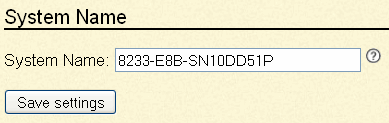 System Name
System Name: 8233-E8B-SN10DD51P
Save settings